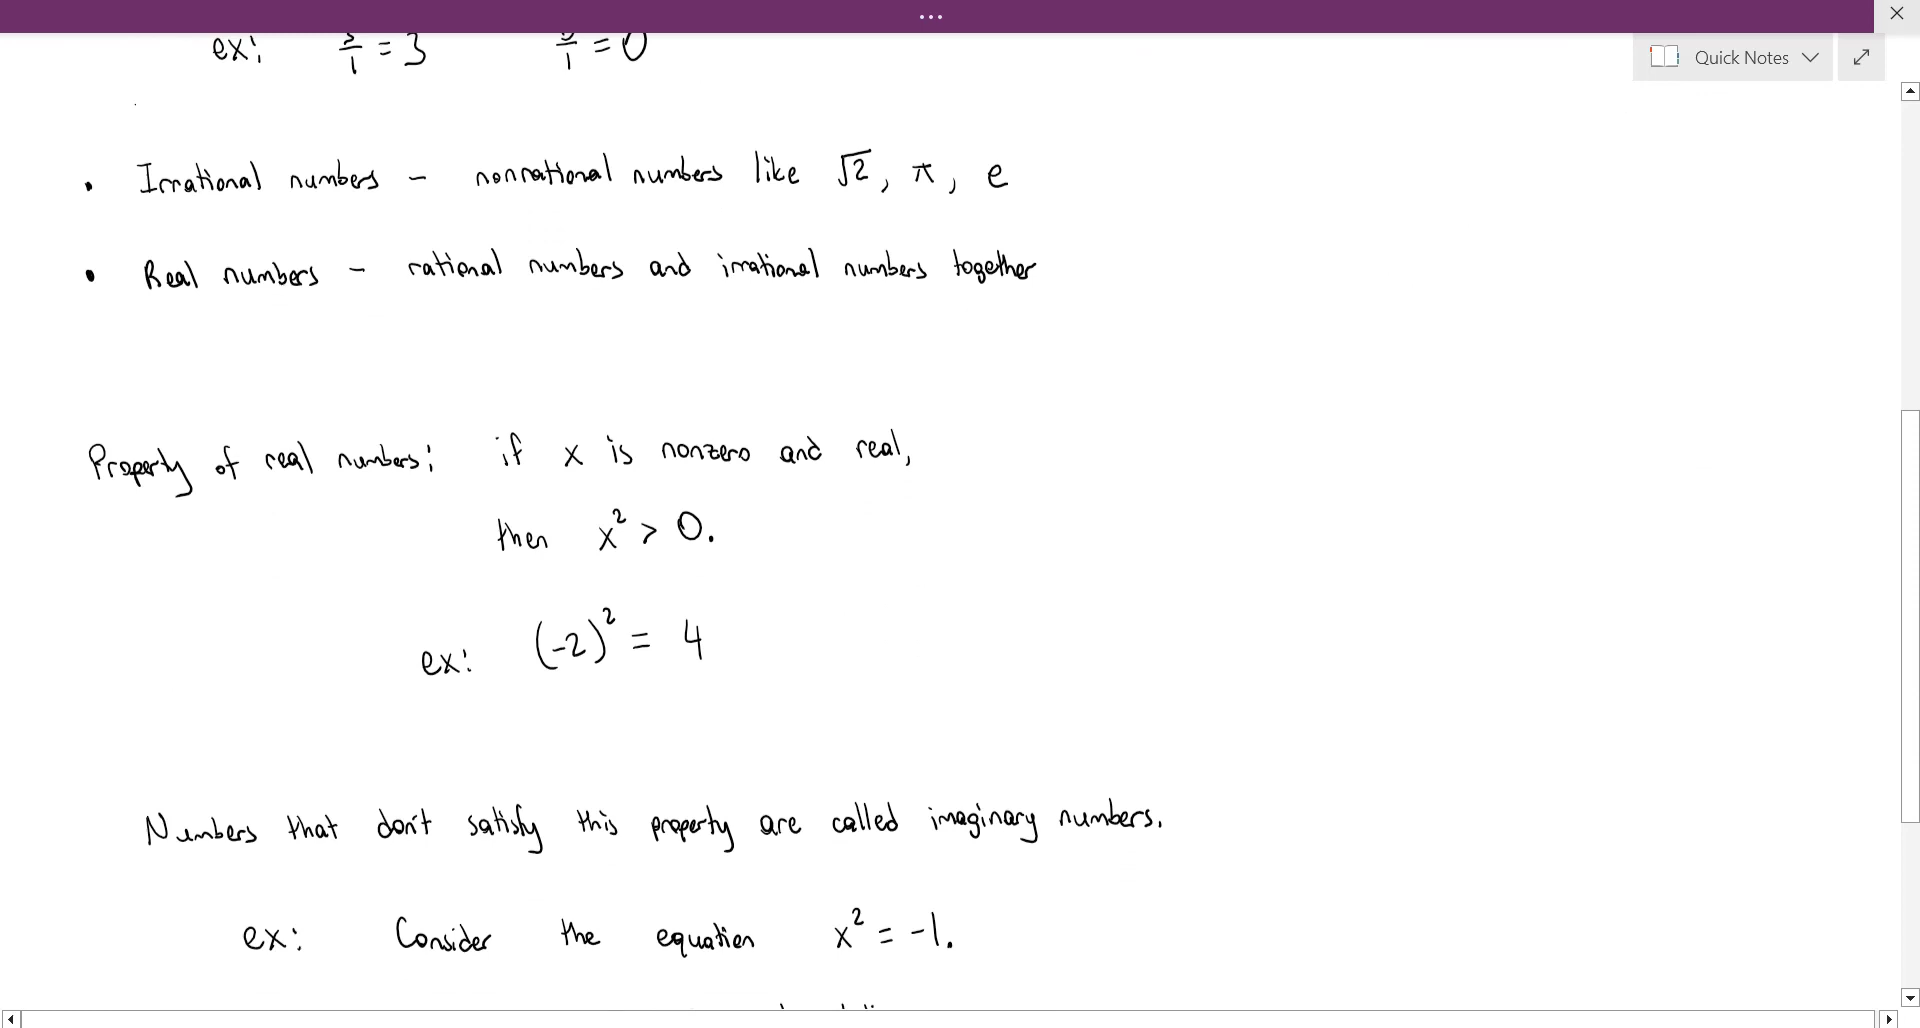 Quick Notes
ex: 3/1 = 3 0/1 = 0
• Irrational numbers – nonrational numbers like √2, π, e
• Real numbers – rational numbers and irrational numbers together
Property of real numbers: if x is nonzero and real,
then x² > 0.
ex: (-2)² = 4
Numbers that don't satisfy this property are called imaginary numbers.
ex: Consider the equation x² = -1.